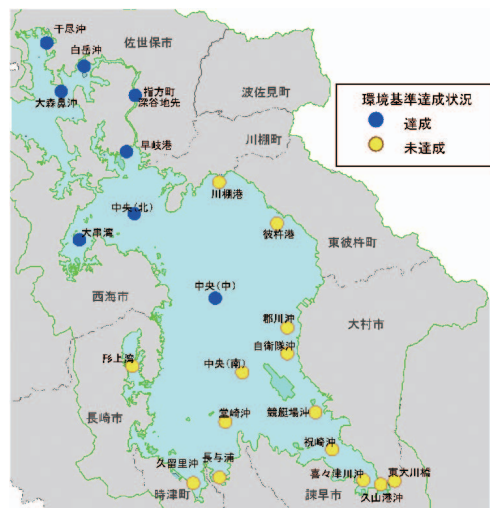 干尽沖
白岳沖
佐世保市
大森鼻沖
指方町
深谷地先
波佐見町
環境基準達成状況
達成
未達成
早岐港
川棚町
川棚港
中央(北)
彼杵港
大串湾
東彼杵町
西海市
中央(中)
大村市
郡川沖
自衛隊沖
形上湾
中央(南)
長崎市
堂崎沖
競艇場沖
祝崎沖
久留里沖
長与浦
喜々津川沖
東大川橋
時津町
諫早市
久山港沖